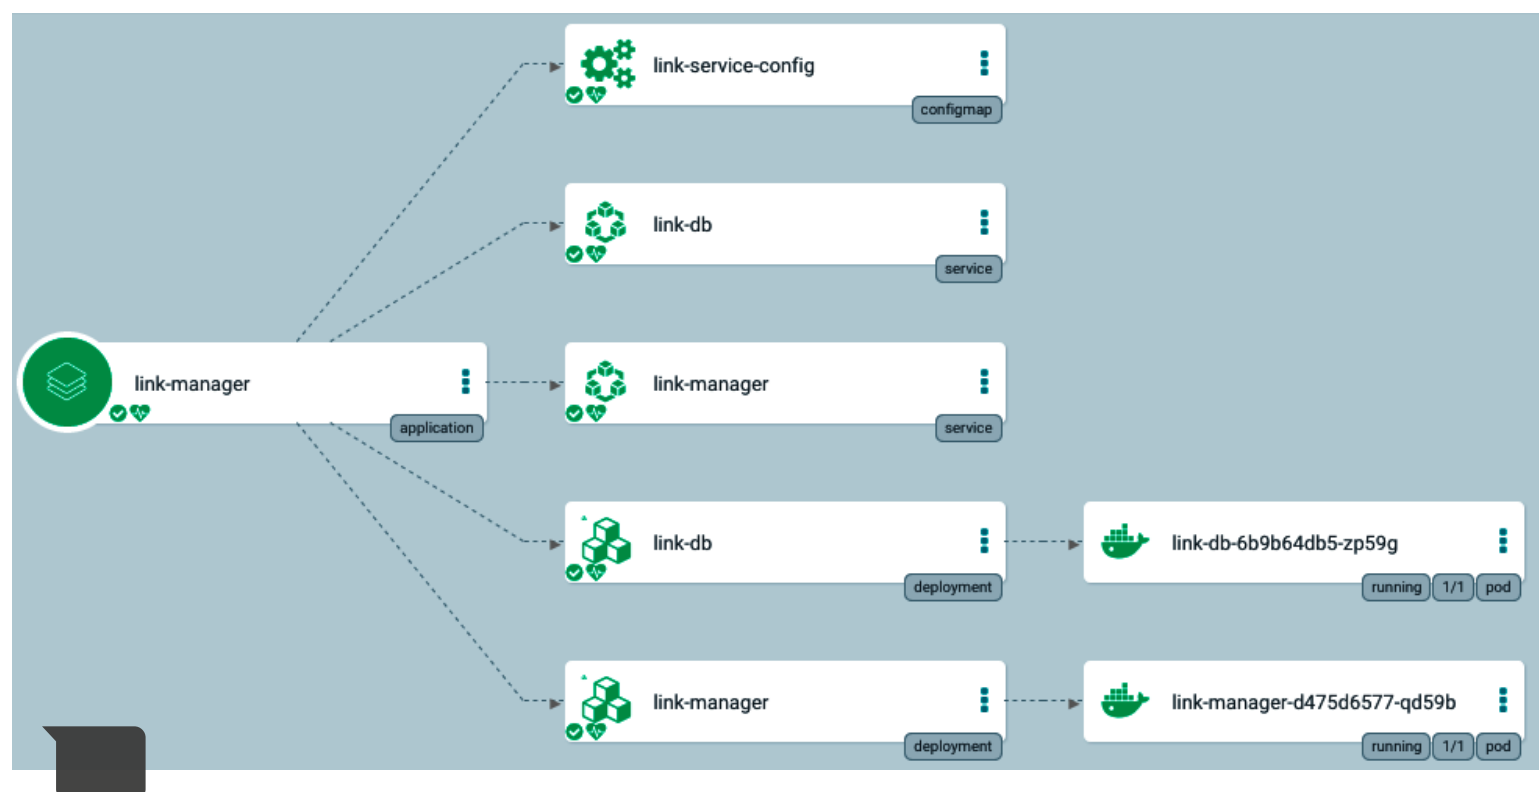 link-service-config
configmap
link-db
service
link-manager
application
link-manager
service
link-db
deployment
link-db-6b9b64db5-zp59g
running 1/1 pod
link-manager
deployment
link-manager-d475d6577-qd59b
running 1/1 pod